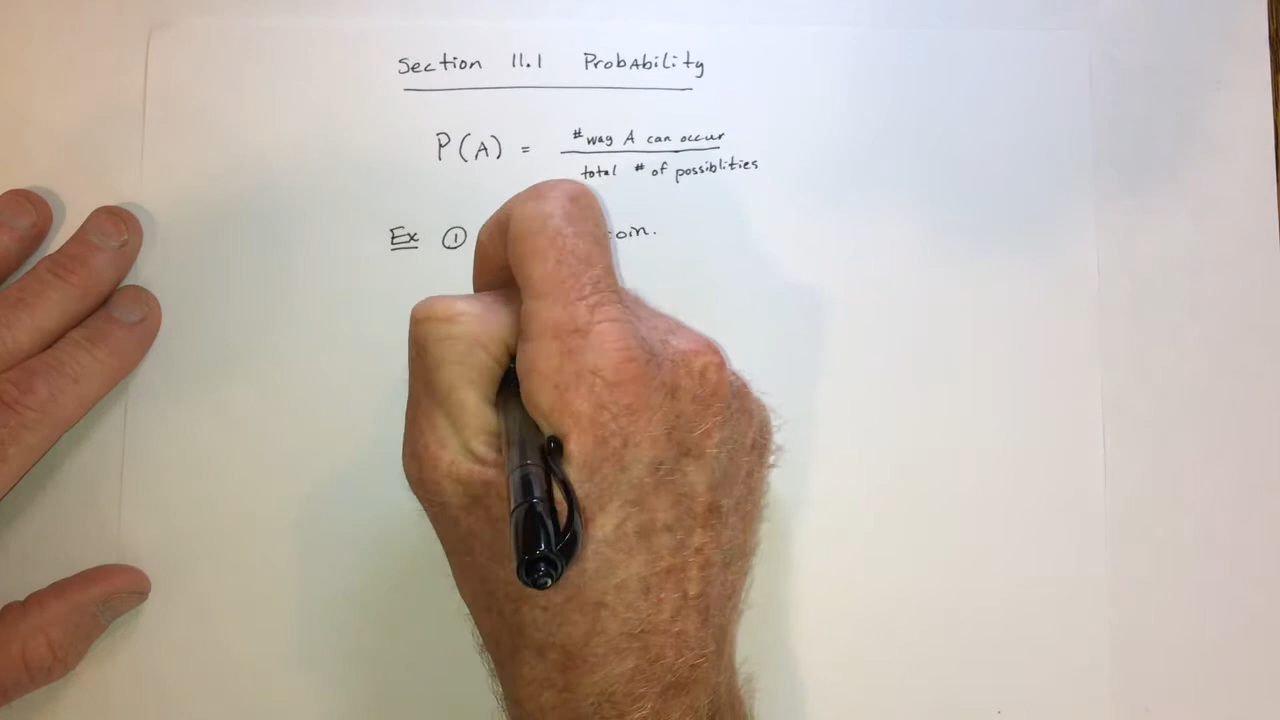 Section 11.1 Probability
P(A) = #way A can occur
total # of possiblities
Ex ①